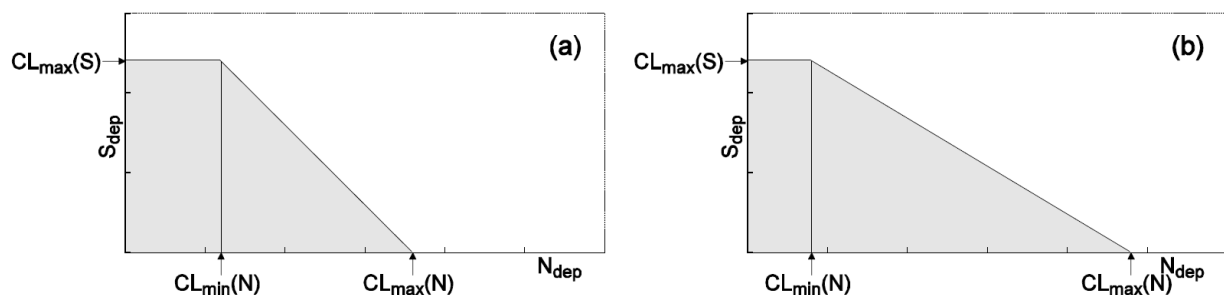 (a)
CLmax(S)
Sdep
CLmin(N)
CLmax(N)
Ndep
(b)
CLmax(S)
Sdep
CLmin(N)
CLmax(N)
Ndep